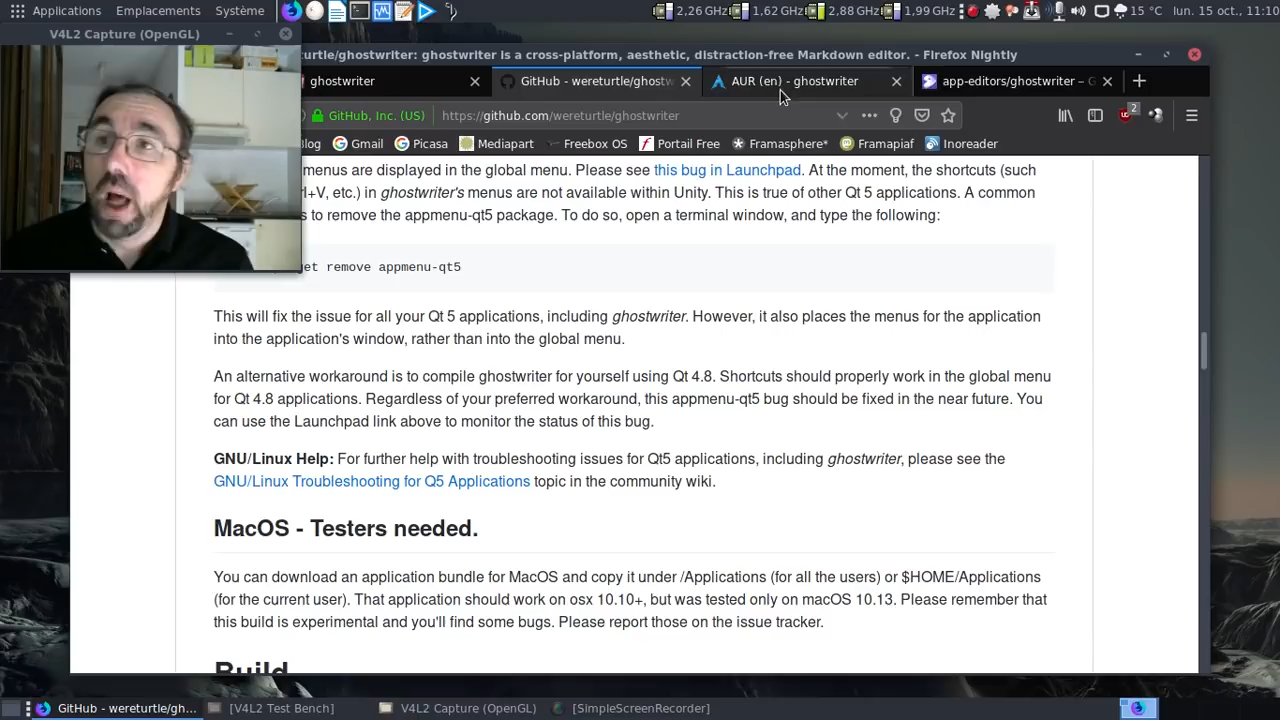 Applications Emplacements Système 2,26 GHz 1,62 GHz 2,88 GHz 1,99 GHz 15 °C lun. 15 oct., 11:10
V4L2 Capture (OpenGL)
turtle/ghostwriter: ghostwriter is a cross-platform, aesthetic, distraction-free Markdown editor. - Firefox Nightly
ghostwriter GitHub - wereturtle/ghostw AUR (en) - ghostwriter app-editors/ghostwriter – G
GitHub, Inc. (US) https://github.com/wereturtle/ghostwriter 2
log Gmail Picasa Mediapart Freebox OS Portail Free Framasphere* Framapiaf Inoreader
menus are displayed in the global menu. Please see this bug in Launchpad. At the moment, the shortcuts (such
rl+V, etc.) in ghostwriter's menus are not available within Unity. This is true of other Qt 5 applications. A common
s to remove the appmenu-qt5 package. To do so, open a terminal window, and type the following:
et remove appmenu-qt5
This will fix the issue for all your Qt 5 applications, including ghostwriter. However, it also places the menus for the application
into the application's window, rather than into the global menu.
An alternative workaround is to compile ghostwriter for yourself using Qt 4.8. Shortcuts should properly work in the global menu
for Qt 4.8 applications. Regardless of your preferred workaround, this appmenu-qt5 bug should be fixed in the near future. You
can use the Launchpad link above to monitor the status of this bug.
GNU/Linux Help: For further help with troubleshooting issues for Qt5 applications, including ghostwriter, please see the
GNU/Linux Troubleshooting for Q5 Applications topic in the community wiki.
MacOS - Testers needed.
You can download an application bundle for MacOS and copy it under /Applications (for all the users) or $HOME/Applications
(for the current user). That application should work on osx 10.10+, but was tested only on macOS 10.13. Please remember that
this build is experimental and you'll find some bugs. Please report those on the issue tracker.
Build
GitHub - wereturtle/gh... [V4L2 Test Bench] V4L2 Capture (OpenGL) [SimpleScreenRecorder]